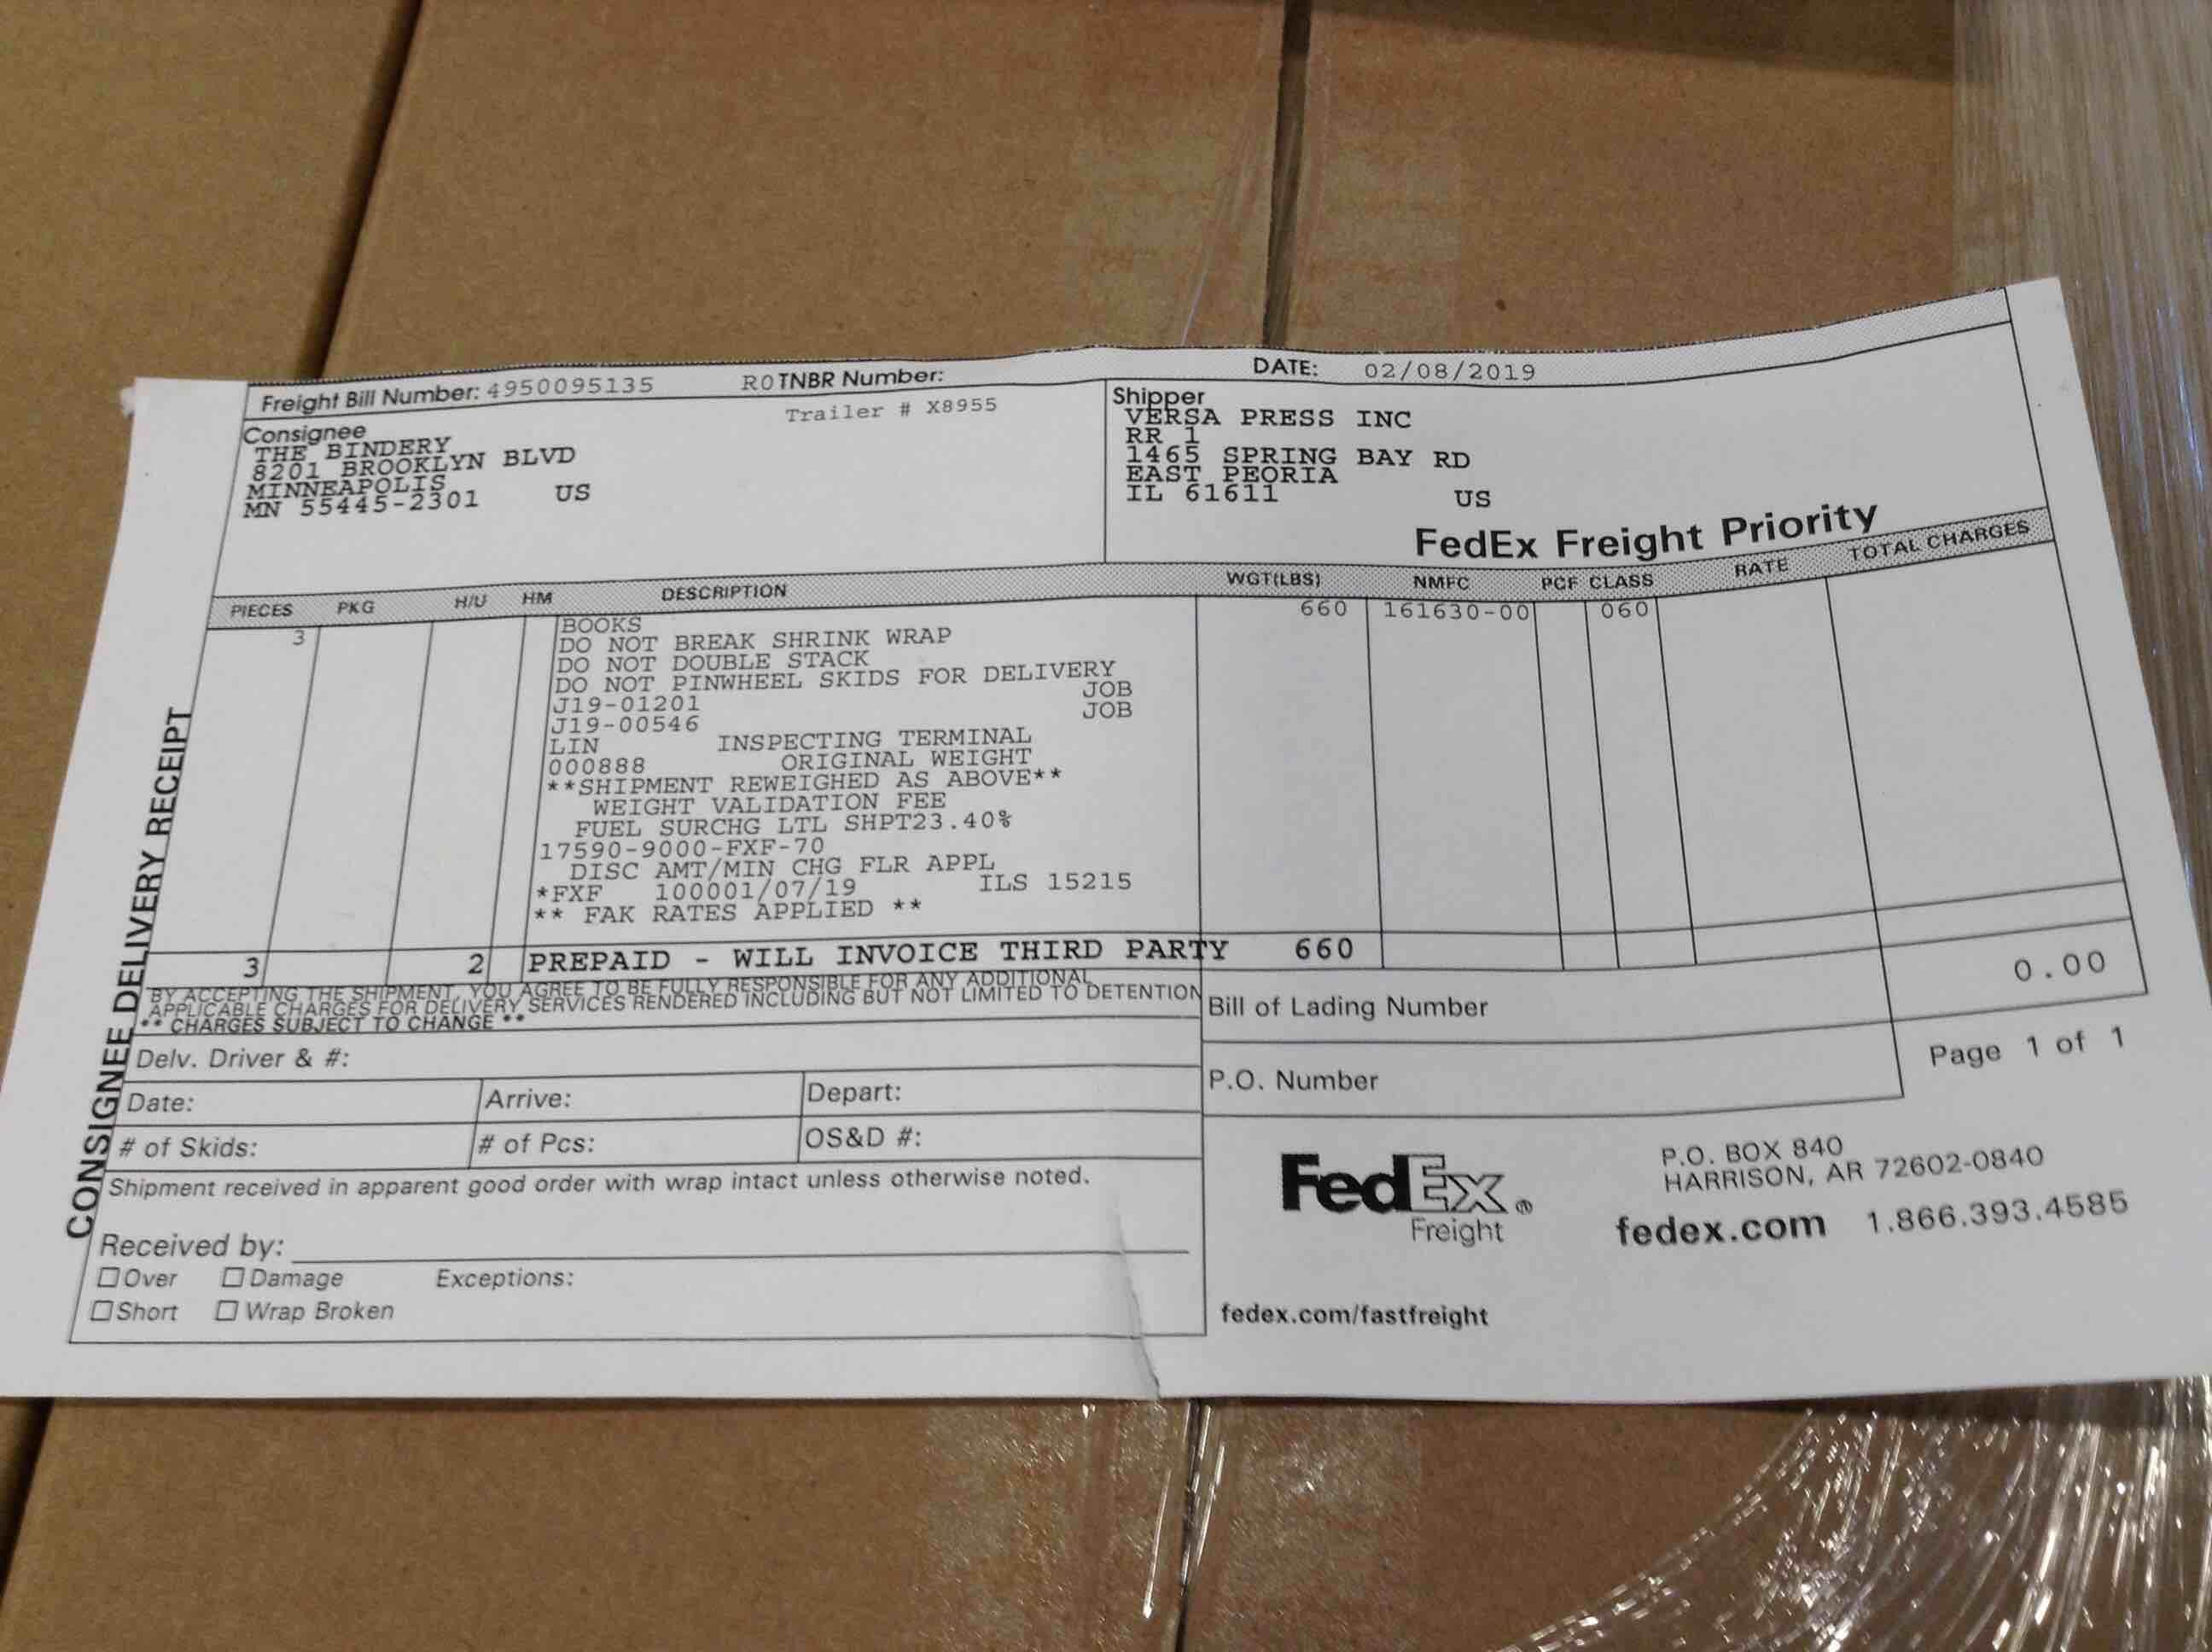 Freight Bill Number: 4950095135 R0TNBR Number: DATE: 02/08/2019
Trailer # X8955
Consignee
THE BINDERY
8201 BROOKLYN BLVD
MINNEAPOLIS
MN 55445-2301 US
Shipper
VERSA PRESS INC
RR 1
1465 SPRING BAY RD
EAST PEORIA
IL 61611 US
FedEx Freight Priority
PIECES PKG H/U HM DESCRIPTION WGT(LBS) NMFC PCF CLASS RATE TOTAL CHARGES
3 BOOKS 660 161630-00 060
DO NOT BREAK SHRINK WRAP
DO NOT DOUBLE STACK
DO NOT PINWHEEL SKIDS FOR DELIVERY
J19-01201 JOB
J19-00546 JOB
LIN INSPECTING TERMINAL
000888 ORIGINAL WEIGHT
**SHIPMENT REWEIGHED AS ABOVE**
WEIGHT VALIDATION FEE
FUEL SURCHG LTL SHPT23.40%
17590-9000-FXF-70
DISC AMT/MIN CHG FLR APPL
*FXF 100001/07/19 ILS 15215
** FAK RATES APPLIED **
3 2 PREPAID - WILL INVOICE THIRD PARTY 660 0.00
BY ACCEPTING THE SHIPMENT, YOU AGREE TO BE FULLY RESPONSIBLE FOR ANY ADDITIONAL
APPLICABLE CHARGES FOR DELIVERY SERVICES RENDERED INCLUDING BUT NOT LIMITED TO DETENTION
** CHARGES SUBJECT TO CHANGE **
Bill of Lading Number
Delv. Driver & #:
Page 1 of 1
P.O. Number
Date: Arrive: Depart:
# of Skids: # of Pcs: OS&D #:
Shipment received in apparent good order with wrap intact unless otherwise noted.
Received by:
Over Damage Exceptions:
Short Wrap Broken
CONSIGNEE DELIVERY RECEIPT
FedEx®
Freight
P.O. BOX 840
HARRISON, AR 72602-0840
fedex.com 1.866.393.4585
fedex.com/fastfreight